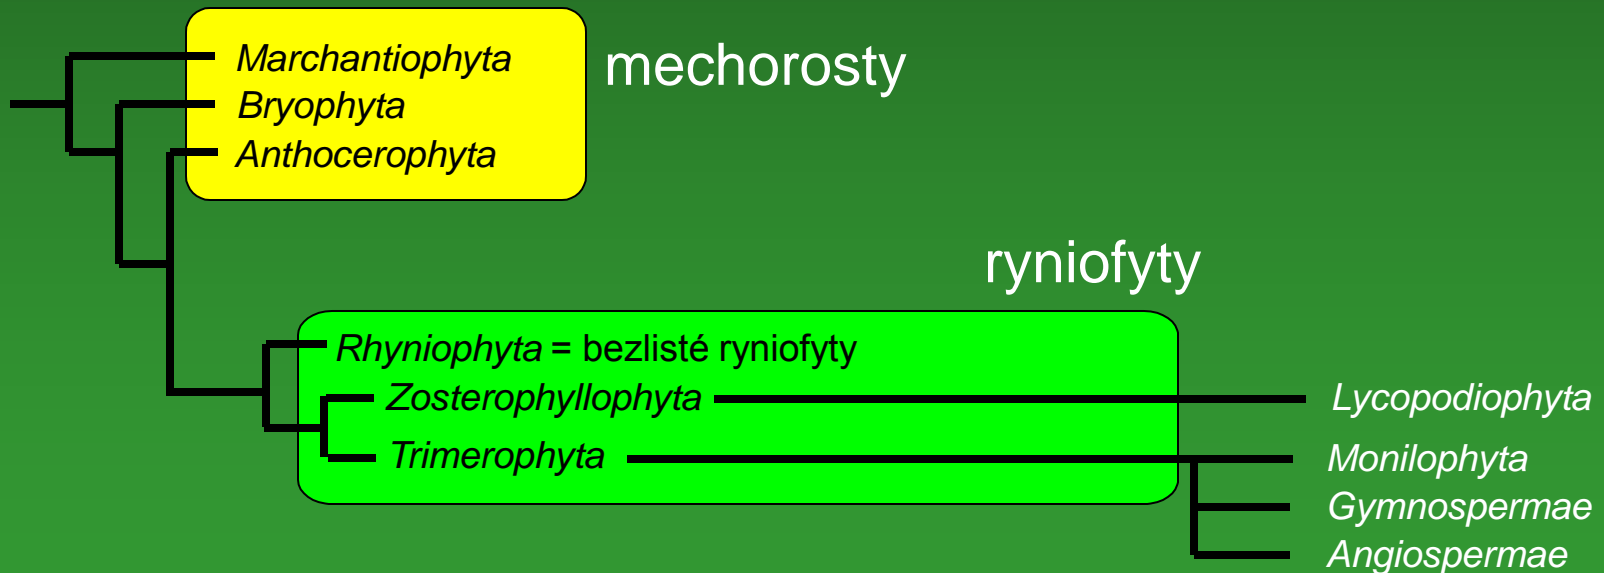 Marchantiophyta
mechorosty
Bryophyta
Anthocerophyta
ryniofyty
Rhyniophyta = bezlisté ryniofyty
Zosterophyllophyta
Lycopodiophyta
Trimerophyta
Monilophyta
Gymnospermae
Angiospermae